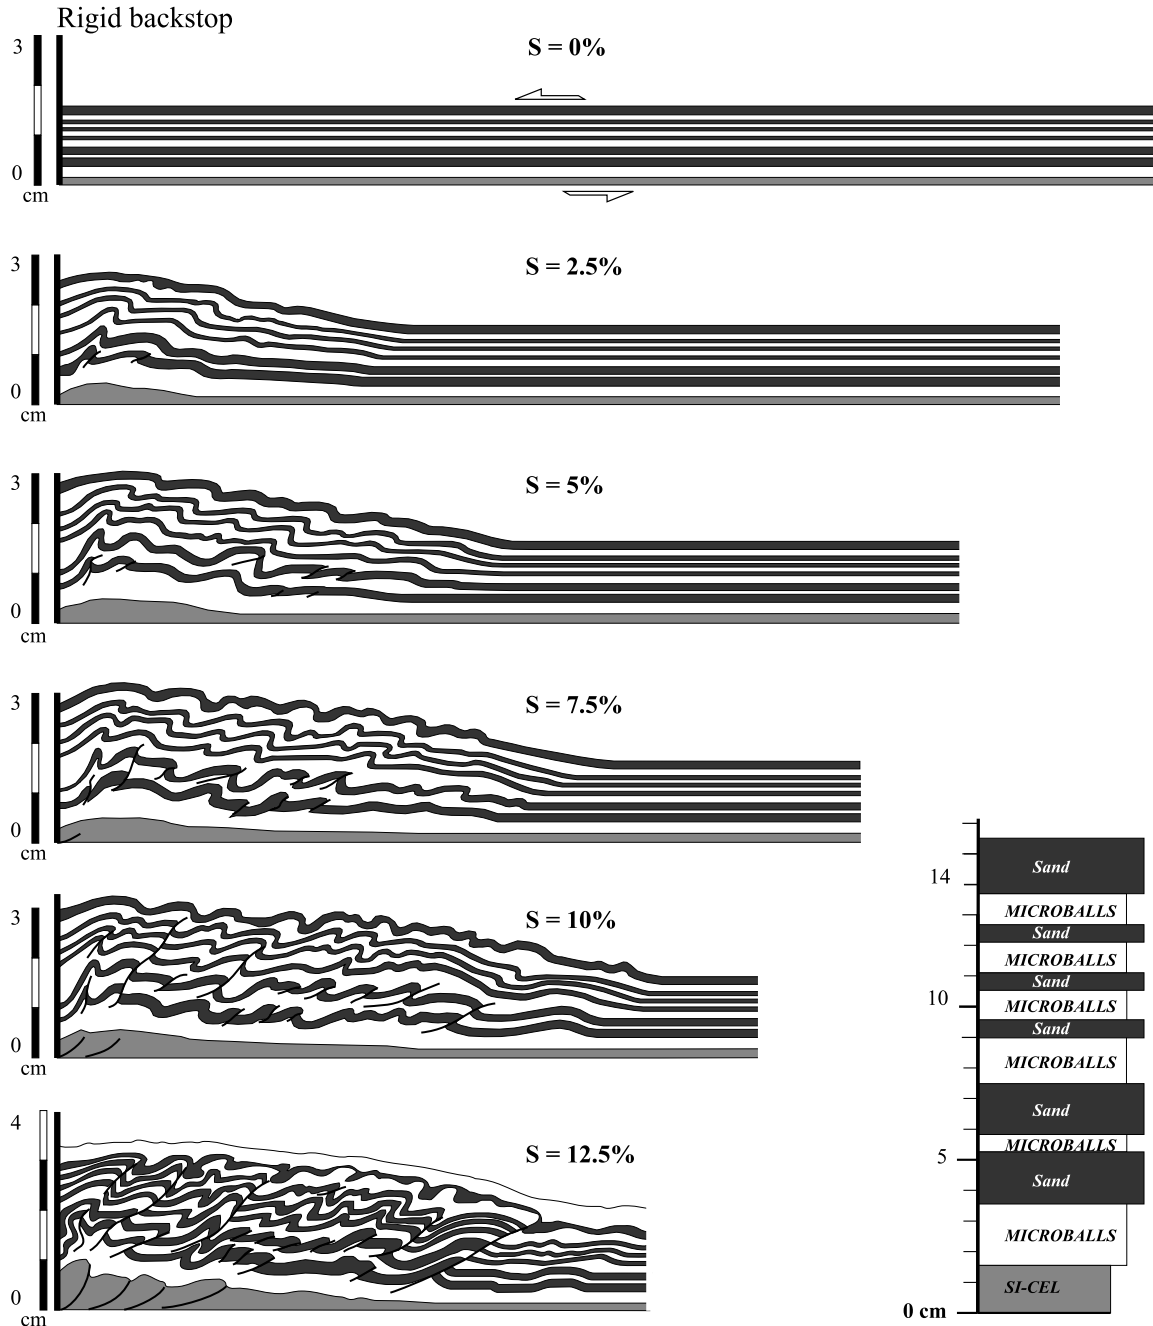 Rigid backstop
3
S = 0%
0
cm
3
S = 2.5%
0
cm
3
S = 5%
0
cm
3
S = 7.5%
0
cm
3
S = 10%
0
cm
4
S = 12.5%
0
cm
Sand
14
MICROBALLS
Sand
MICROBALLS
Sand
10
MICROBALLS
Sand
MICROBALLS
Sand
MICROBALLS
5
Sand
MICROBALLS
SI-CEL
0 cm